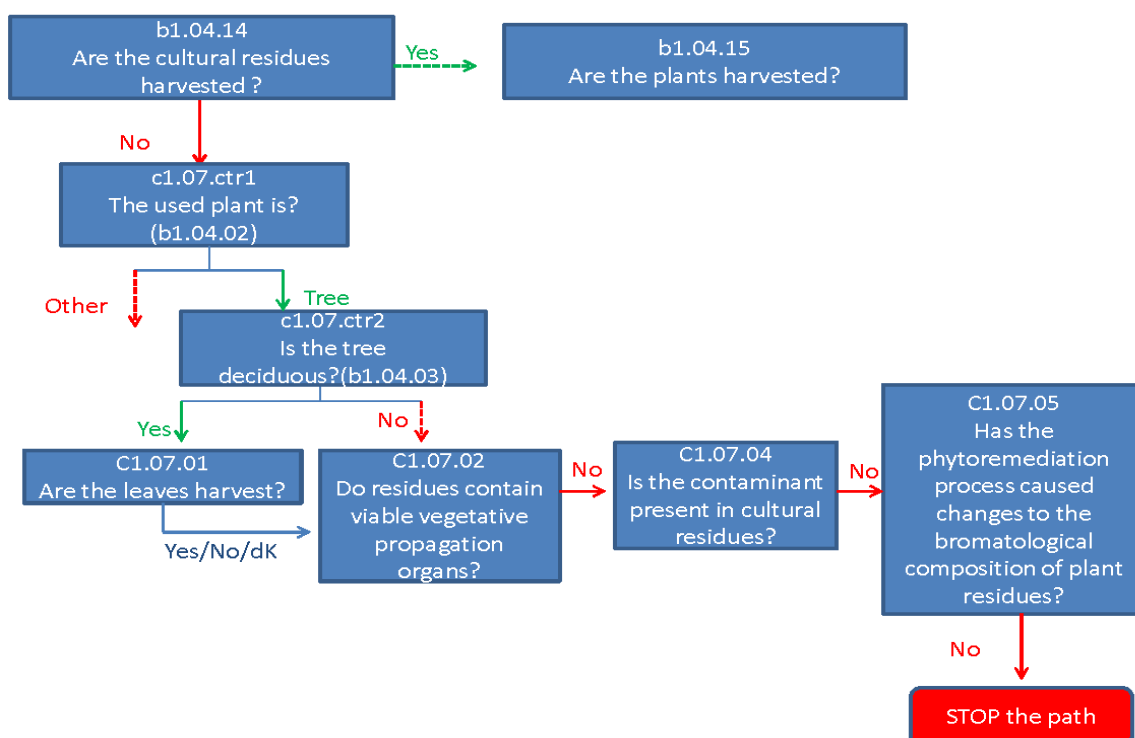 b1.04.14
Are the cultural residues
harvested ?
Yes
b1.04.15
Are the plants harvested?
No
c1.07.ctr1
The used plant is?
(b1.04.02)
Other
Tree
c1.07.ctr2
Is the tree
deciduous?(b1.04.03)
Yes
No
C1.07.01
Are the leaves harvest?
Yes/No/dK
C1.07.02
Do residues contain
viable vegetative
propagation
organs?
No
C1.07.04
Is the contaminant
present in cultural
residues?
No
C1.07.05
Has the
phytoremediation
process caused
changes to the
bromatological
composition of plant
residues?
No
STOP the path